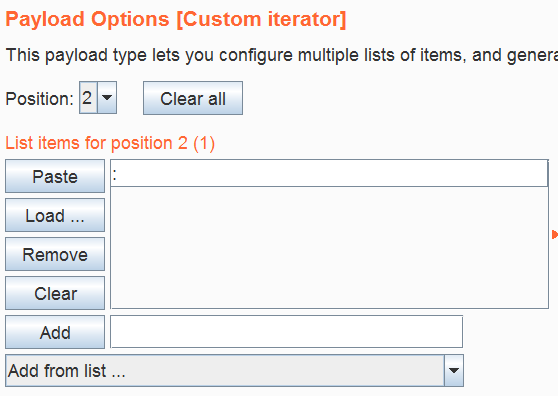 Payload Options [Custom iterator]
This payload type lets you configure multiple lists of items, and genera
Position: 2 Clear all
List items for position 2 (1)
Paste :
Load ...
Remove
Clear
Add
Add from list ...